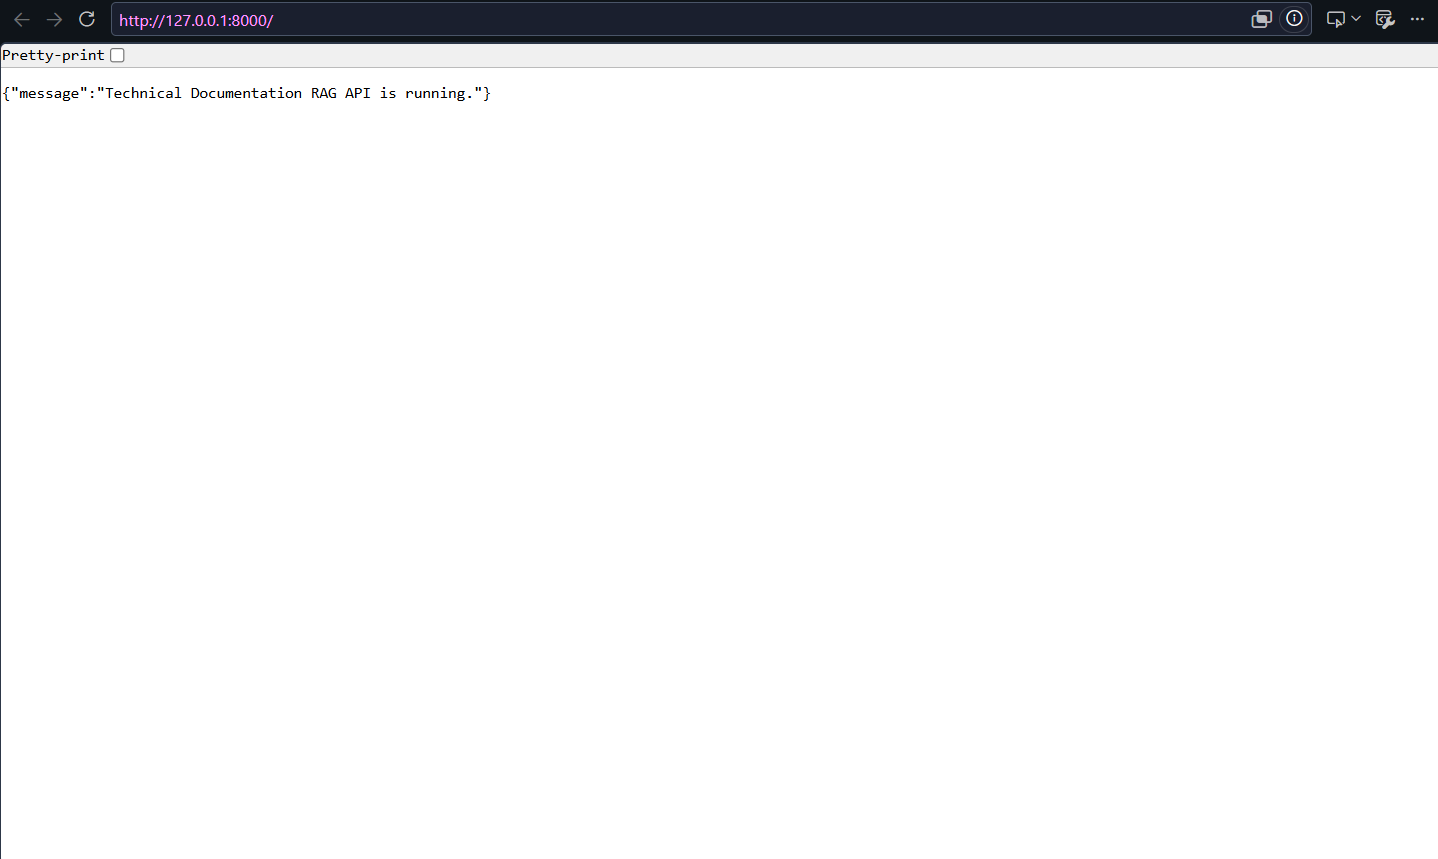 http://127.0.0.1:8000/
Pretty-print
{"message":"Technical Documentation RAG API is running."}